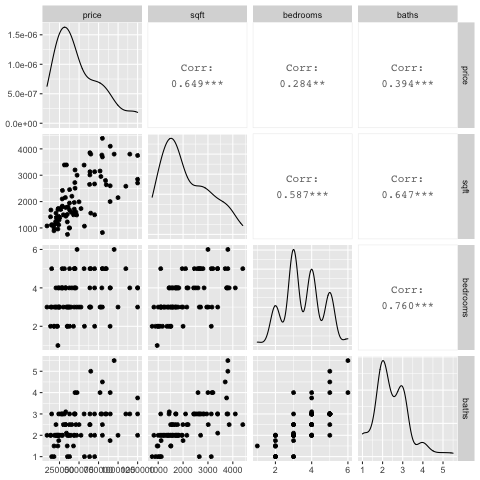 price
sqft
bedrooms
baths
1.5e-06
1.0e-06
5.0e-07
0.0e+00
Corr:
0.649***
Corr:
0.284**
Corr:
0.394***
price
4000
3000
2000
1000
Corr:
0.587***
Corr:
0.647***
sqft
6
4
2
Corr:
0.760***
bedrooms
5
4
3
2
1
baths
1000
2000
3000
4000
2
4
6
1
2
3
4
5